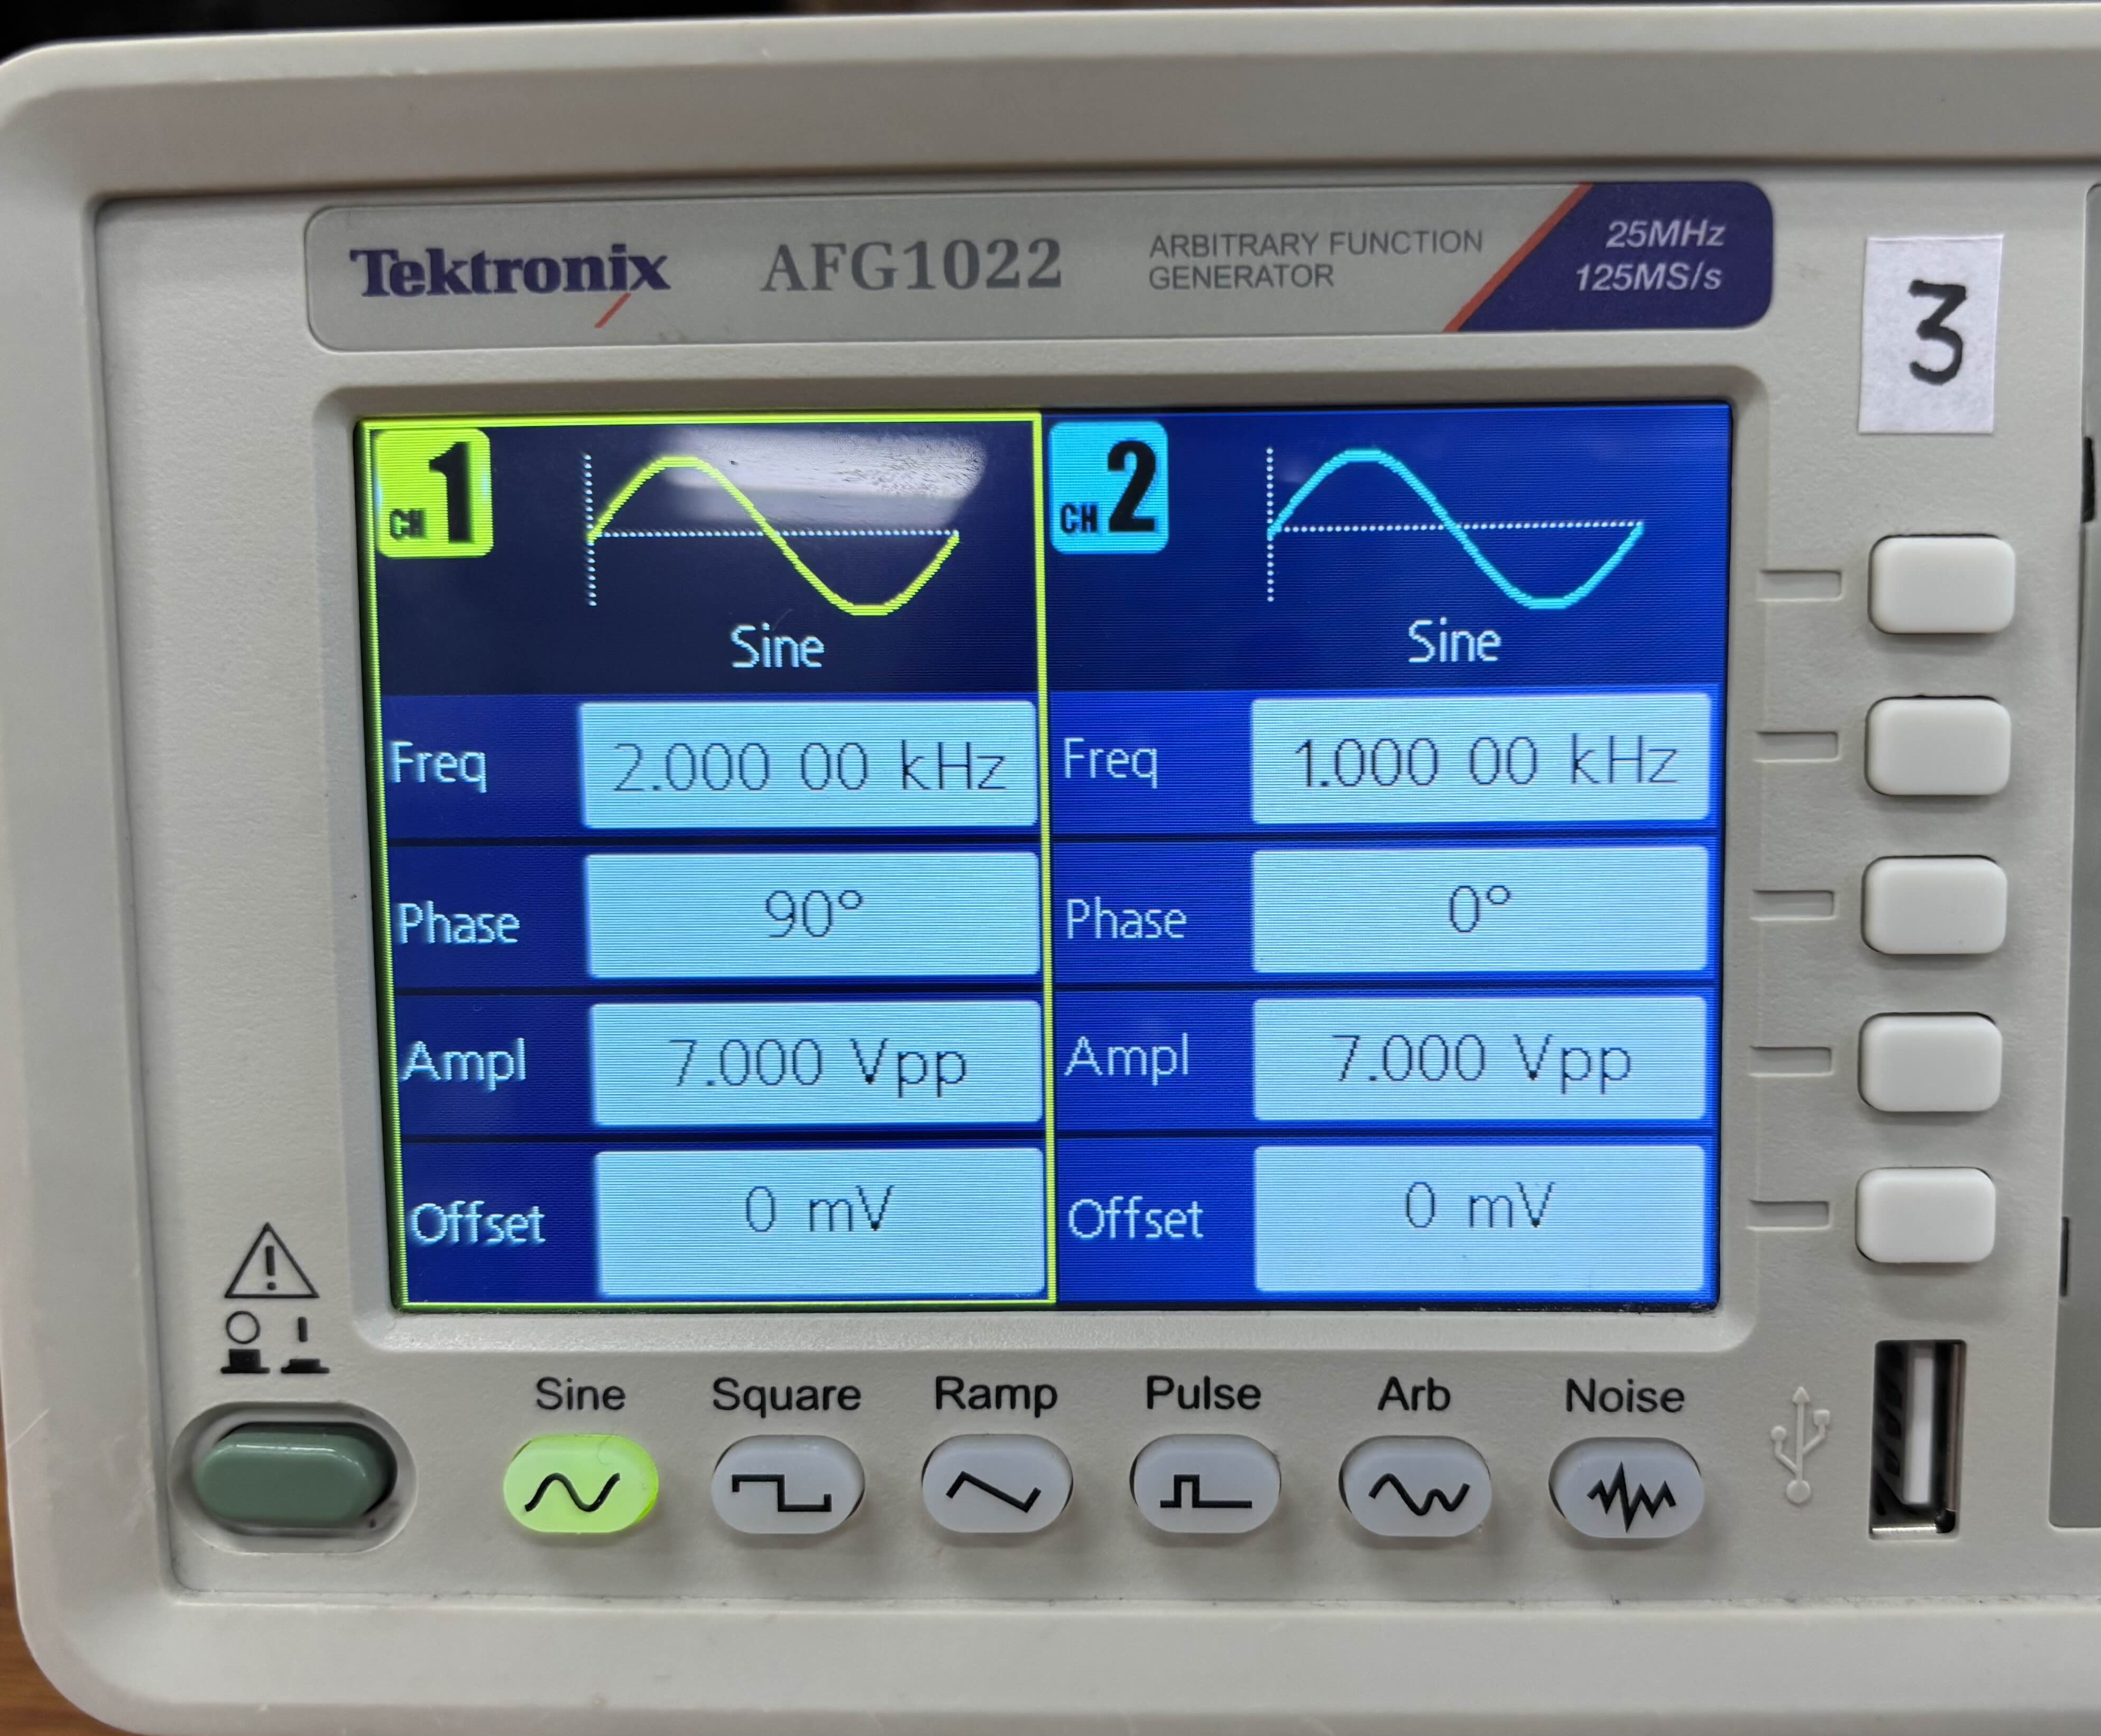 Tektronix AFG1022 ARBITRARY FUNCTION GENERATOR 25MHz 125MS/s
3
CH 1 CH 2
Sine Sine
Freq 2.000 00 kHz Freq 1.000 00 kHz
Phase 90° Phase 0°
Ampl 7.000 Vpp Ampl 7.000 Vpp
Offset 0 mV Offset 0 mV
Sine Square Ramp Pulse Arb Noise